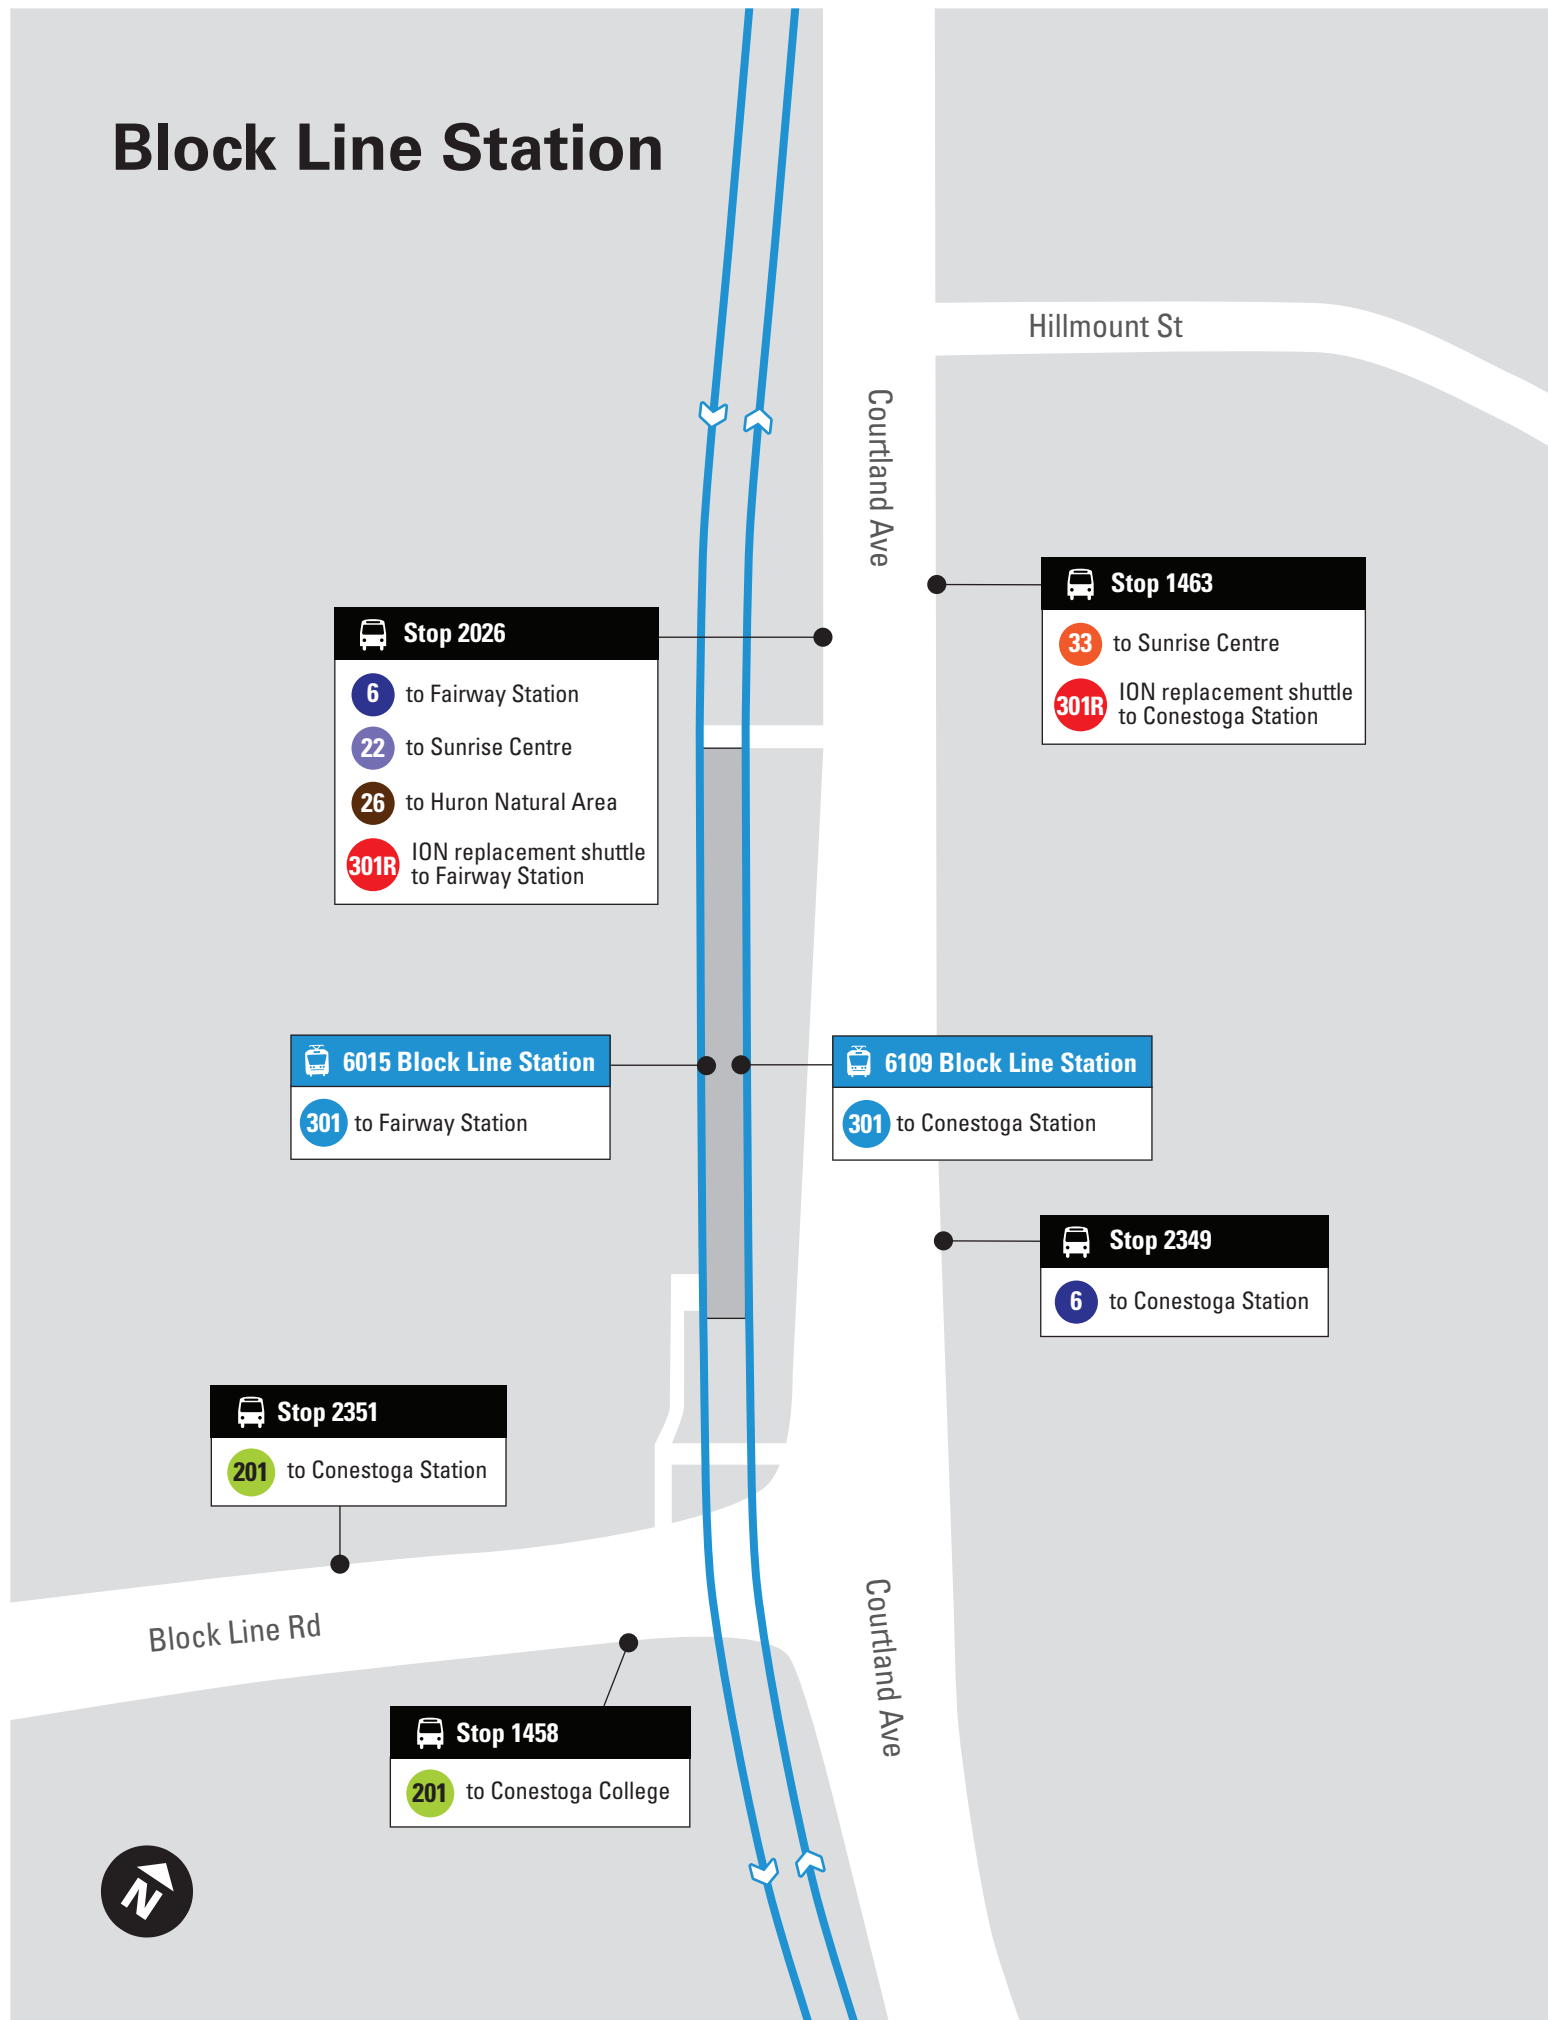 Block Line Station
Hillmount St
Courtland Ave
Stop 1463
33 to Sunrise Centre
301R ION replacement shuttle
to Conestoga Station
Stop 2026
6 to Fairway Station
22 to Sunrise Centre
26 to Huron Natural Area
301R ION replacement shuttle
to Fairway Station
6015 Block Line Station
301 to Fairway Station
6109 Block Line Station
301 to Conestoga Station
Stop 2349
6 to Conestoga Station
Stop 2351
201 to Conestoga Station
Block Line Rd
Courtland Ave
Stop 1458
201 to Conestoga College
N